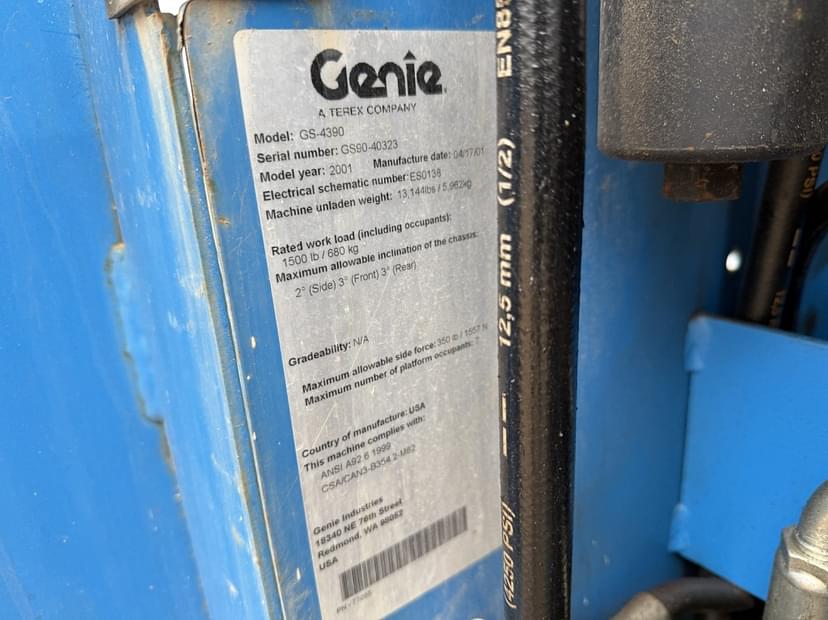 Genie
A TEREX COMPANY
Model: GS-4390
Serial number: GS90-40323
Model year: 2001 Manufacture date: 04/17/01
Electrical schematic number: ES0138
Machine unladen weight: 13,144lbs / 5,962kg
Rated work load (including occupants):
1500 lb / 680 kg
Maximum allowable inclination of the chassis:
2° (Side) 3° (Front) 3° (Rear)
Gradeability: N/A
Maximum allowable side force: 350 lb / 1557 N
Maximum number of platform occupants: 7
Country of manufacture: USA
This machine complies with:
ANSI A92 6 1999
CSA/CAN3-B354.2-M82
Genie Industries
18340 NE 76th Street
Redmond, WA 98052
USA
(4250 PSI) 12,5 mm (1/2)
PSI)